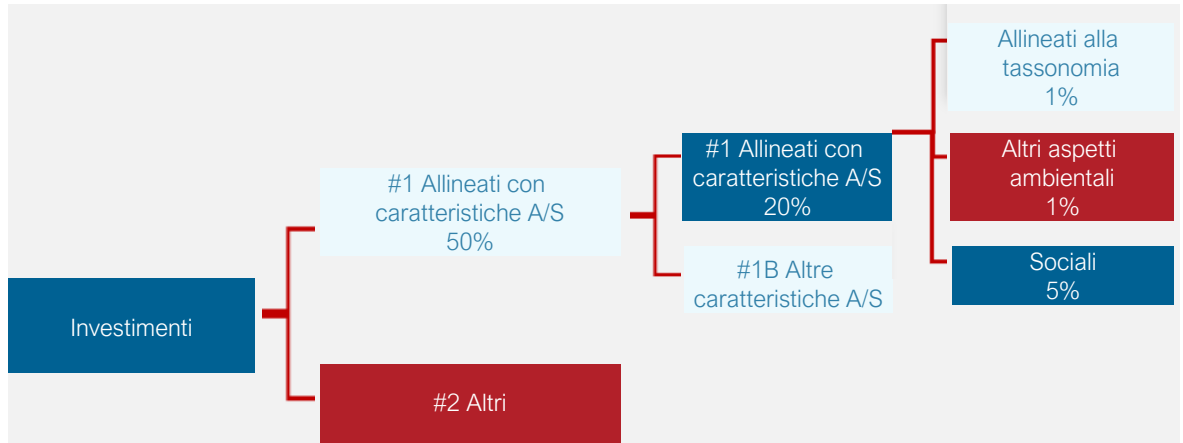 Investimenti
#1 Allineati con
caratteristiche A/S
50%
#2 Altri
#1 Allineati con
caratteristiche A/S
20%
#1B Altre
caratteristiche A/S
Allineati alla
tassonomia
1%
Altri aspetti
ambientali
1%
Sociali
5%